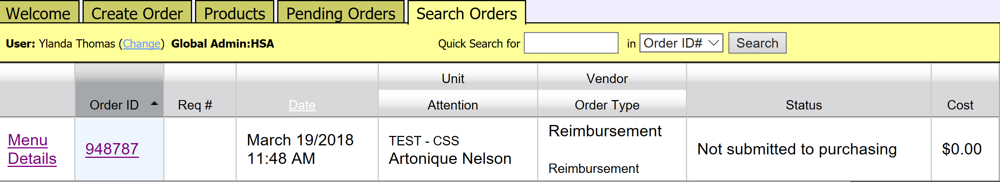 Welcome Create Order Products Pending Orders Search Orders
User: Ylanda Thomas (Change) Global Admin:HSA Quick Search for in Order ID# Search
Unit Vendor
Order ID Req # Date Attention Order Type Status Cost
Menu Details 948787 March 19/2018 11:48 AM TEST - CSS Artonique Nelson Reimbursement Reimbursement Not submitted to purchasing $0.00